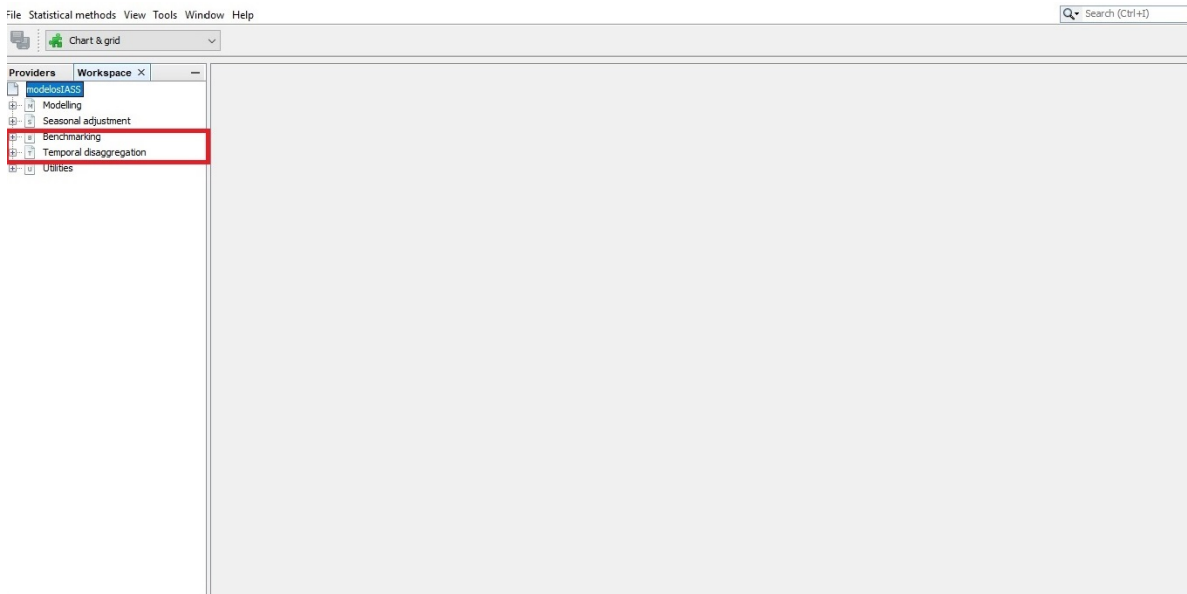 File Statistical methods View Tools Window Help
Search (Ctrl+I)
Chart & grid
Providers Workspace
modelosIASS
M Modelling
S Seasonal adjustment
B Benchmarking
T Temporal disaggregation
U Utilities